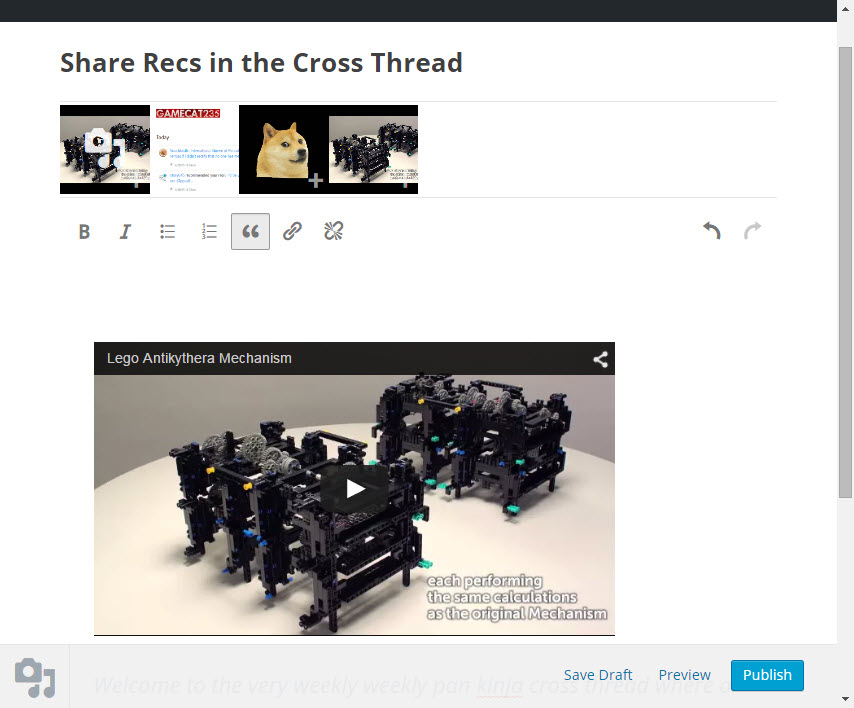 Share Recs in the Cross Thread
GAMECAT235
Today
B I
Lego Antikythera Mechanism
each performing
the same calculations
as the original Mechanism
Save Draft Preview Publish
Welcome to the very weekly weekly pan kinja cross thread where